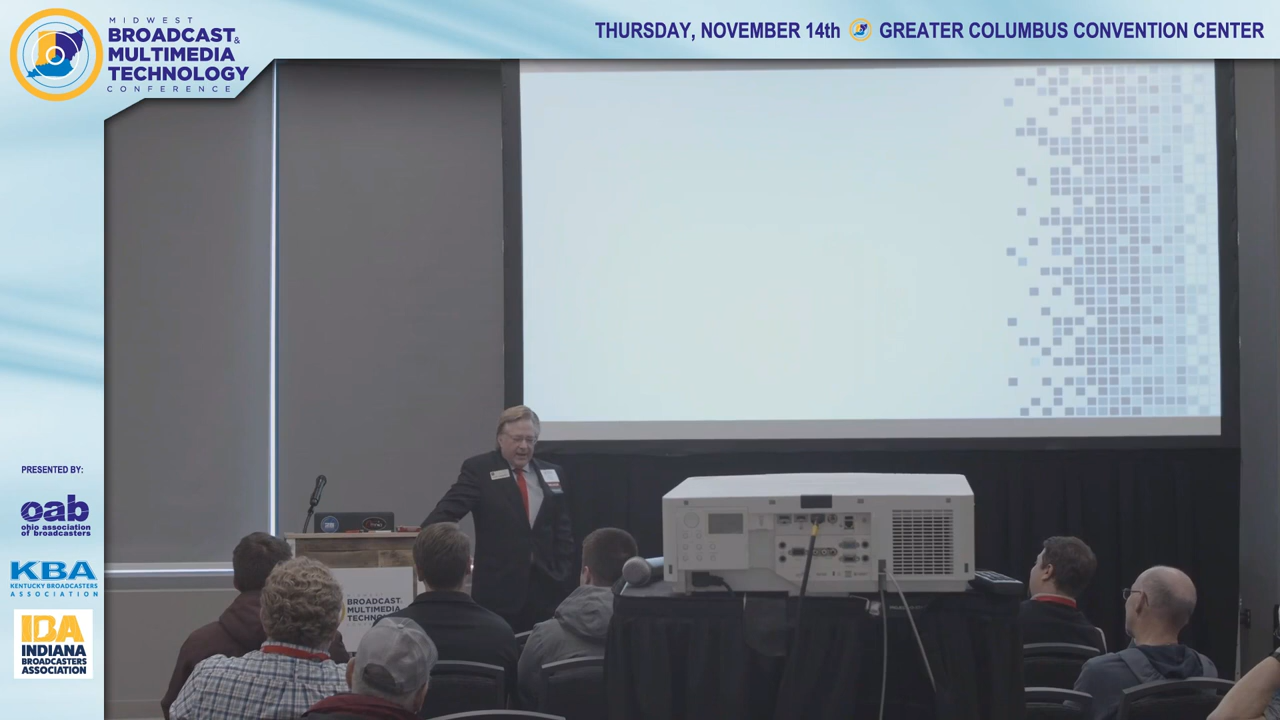 MIDWEST
BROADCAST &
MULTIMEDIA
TECHNOLOGY
CONFERENCE
THURSDAY, NOVEMBER 14th GREATER COLUMBUS CONVENTION CENTER
PRESENTED BY:
oab
ohio association
of broadcasters
KBA
KENTUCKY BROADCASTERS
ASSOCIATION
IBA
INDIANA
BROADCASTERS
ASSOCIATION
BROADCAST
MULTIMEDIA